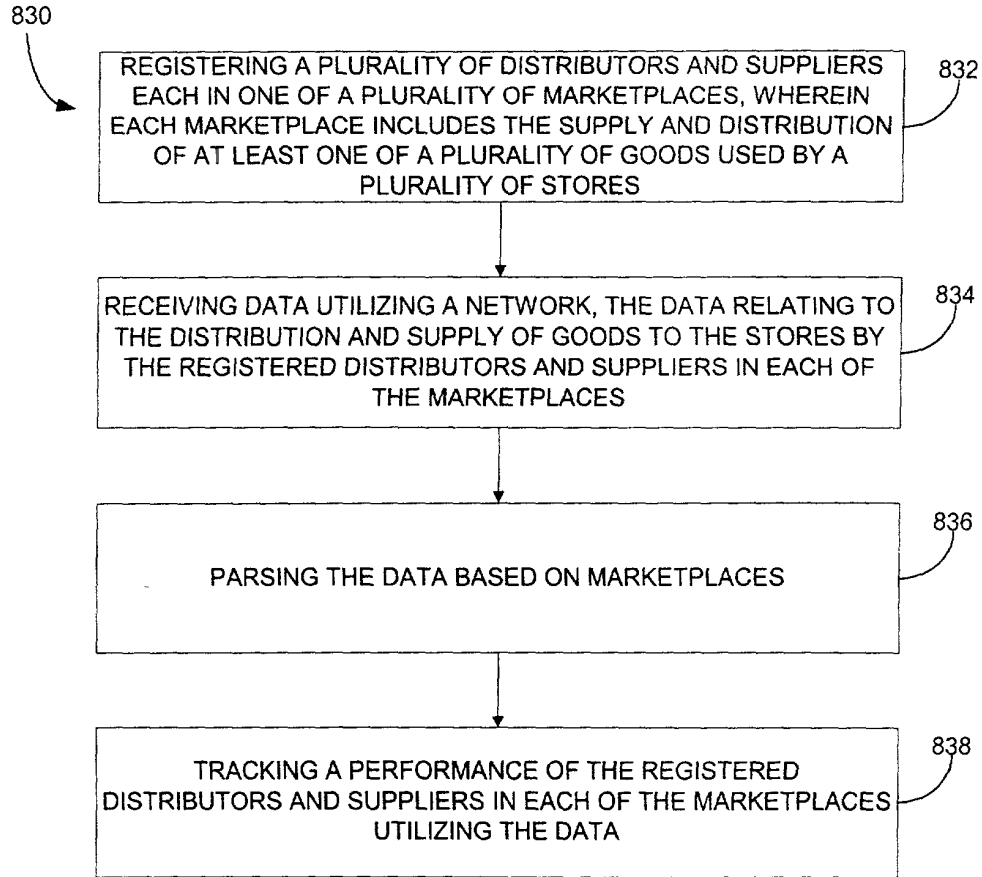 830
REGISTERING A PLURALITY OF DISTRIBUTORS AND SUPPLIERS
EACH IN ONE OF A PLURALITY OF MARKETPLACES, WHEREIN
EACH MARKETPLACE INCLUDES THE SUPPLY AND DISTRIBUTION
OF AT LEAST ONE OF A PLURALITY OF GOODS USED BY A
PLURALITY OF STORES
832
RECEIVING DATA UTILIZING A NETWORK, THE DATA RELATING TO
THE DISTRIBUTION AND SUPPLY OF GOODS TO THE STORES BY
THE REGISTERED DISTRIBUTORS AND SUPPLIERS IN EACH OF
THE MARKETPLACES
834
PARSING THE DATA BASED ON MARKETPLACES
836
TRACKING A PERFORMANCE OF THE REGISTERED
DISTRIBUTORS AND SUPPLIERS IN EACH OF THE MARKETPLACES
UTILIZING THE DATA
838